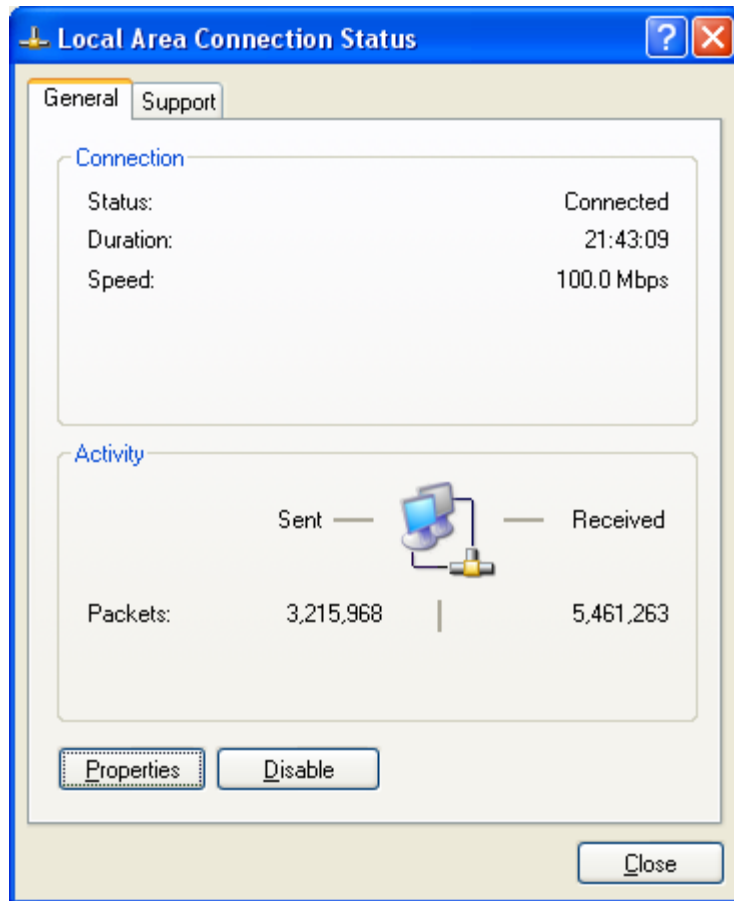 Local Area Connection Status
General Support
Connection
Status: Connected
Duration: 21:43:09
Speed: 100.0 Mbps
Activity
Sent Received
Packets: 3,215,968 5,461,263
Properties Disable
Close